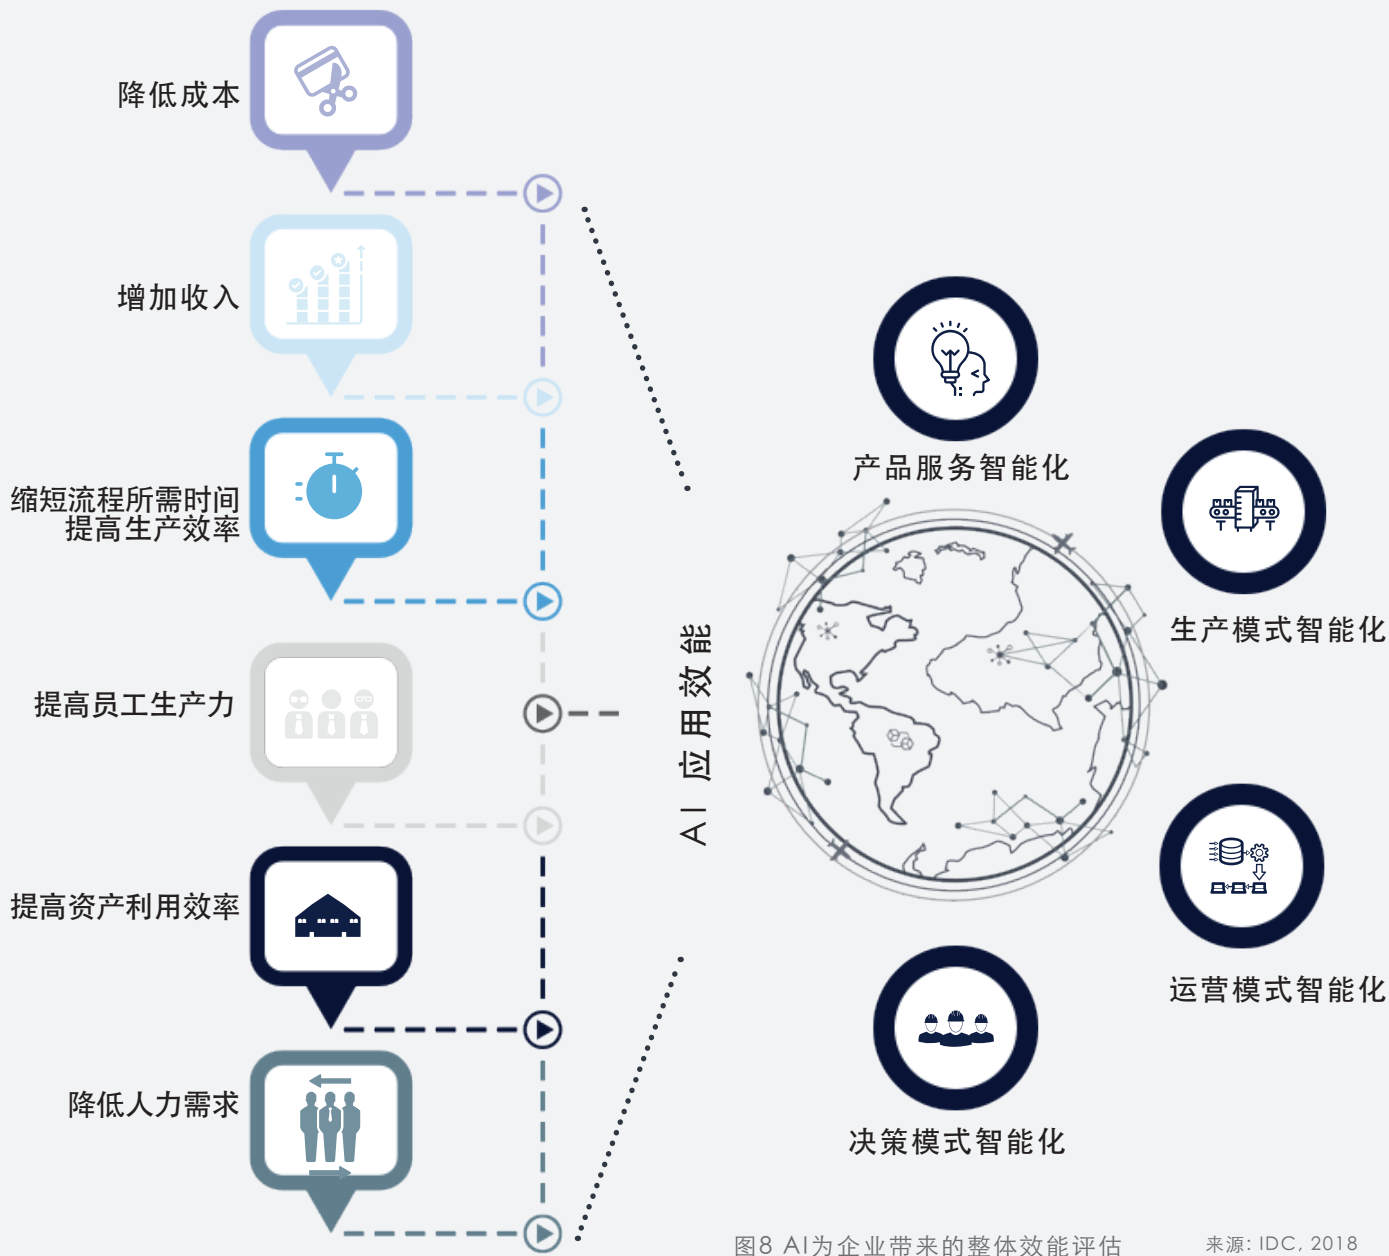 降低成本
增加收入
缩短流程所需时间
提高生产效率
提高员工生产力
提高资产利用效率
降低人力需求
AI 应用效能
产品服务智能化
生产模式智能化
运营模式智能化
决策模式智能化
图8 AI为企业带来的整体效能评估
来源: IDC, 2018